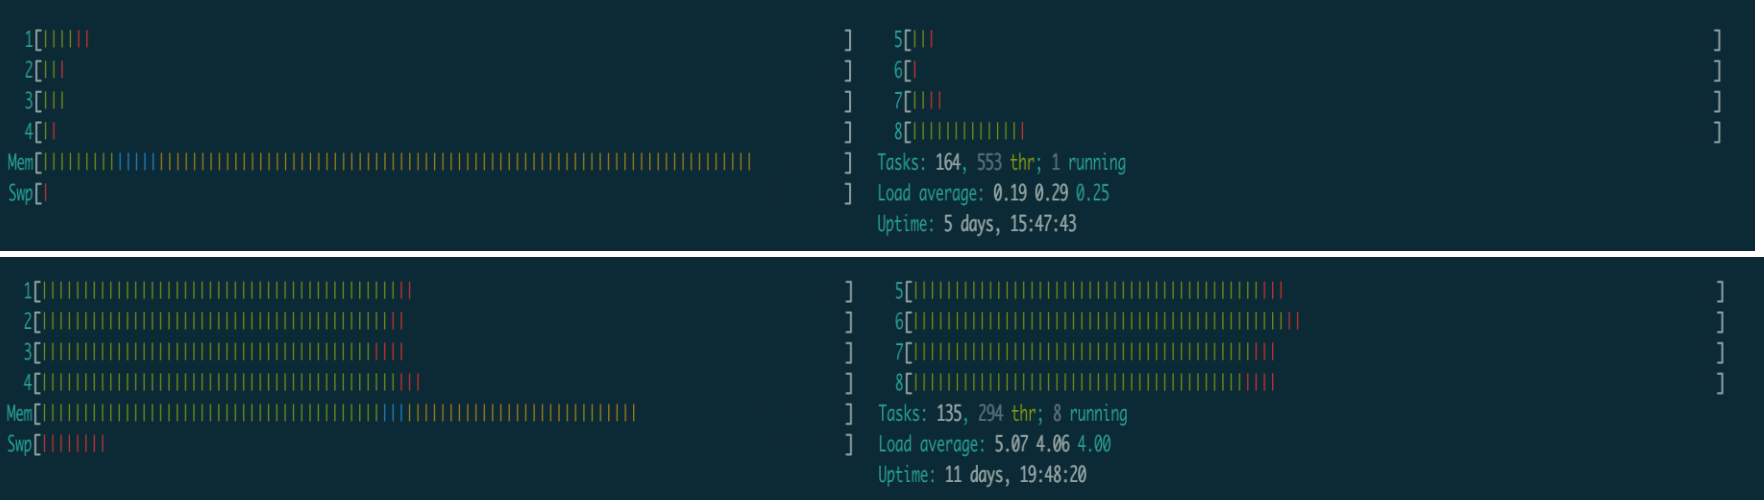 1[|||||| ] 5[||| ]
2[||| ] 6[| ]
3[||| ] 7[|||| ]
4[|| ] 8[|||||||||||||| ]
Mem[|||||||||||||||||||||||||||||||||||||||||||||||||||||||||||||||||||||||||||||||||||||| ] Tasks: 164, 553 thr; 1 running
Swp[| ] Load average: 0.19 0.29 0.25
Uptime: 5 days, 15:47:43
1[||||||||||||||||||||||||||||||||||||||||||||| ] 5[||||||||||||||||||||||||||||||||||||||||||||| ]
2[|||||||||||||||||||||||||||||||||||||||||||| ] 6[||||||||||||||||||||||||||||||||||||||||||||||| ]
3[|||||||||||||||||||||||||||||||||||||||||||| ] 7[|||||||||||||||||||||||||||||||||||||||||||| ]
4[|||||||||||||||||||||||||||||||||||||||||||||| ] 8[|||||||||||||||||||||||||||||||||||||||||||| ]
Mem[|||||||||||||||||||||||||||||||||||||||||||||||||||||||||||||||||||||||| ] Tasks: 135, 294 thr; 8 running
Swp[|||||||| ] Load average: 5.07 4.06 4.00
Uptime: 11 days, 19:48:20